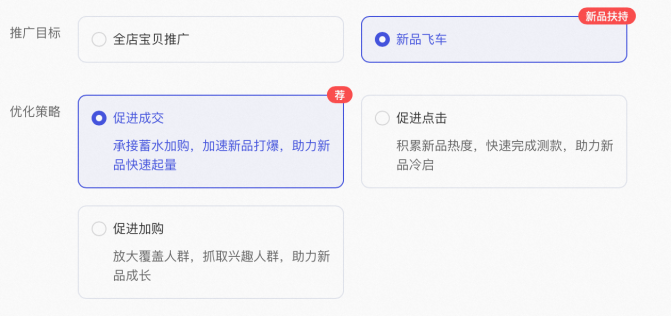 推广目标
全店宝贝推广
新品飞车
新品扶持
优化策略
促进成交
荐
承接蓄水加购，加速新品打爆，助力新
品快速起量
促进点击
积累新品热度，快速完成测款，助力新
品冷启
促进加购
放大覆盖人群，抓取兴趣人群，助力新
品成长